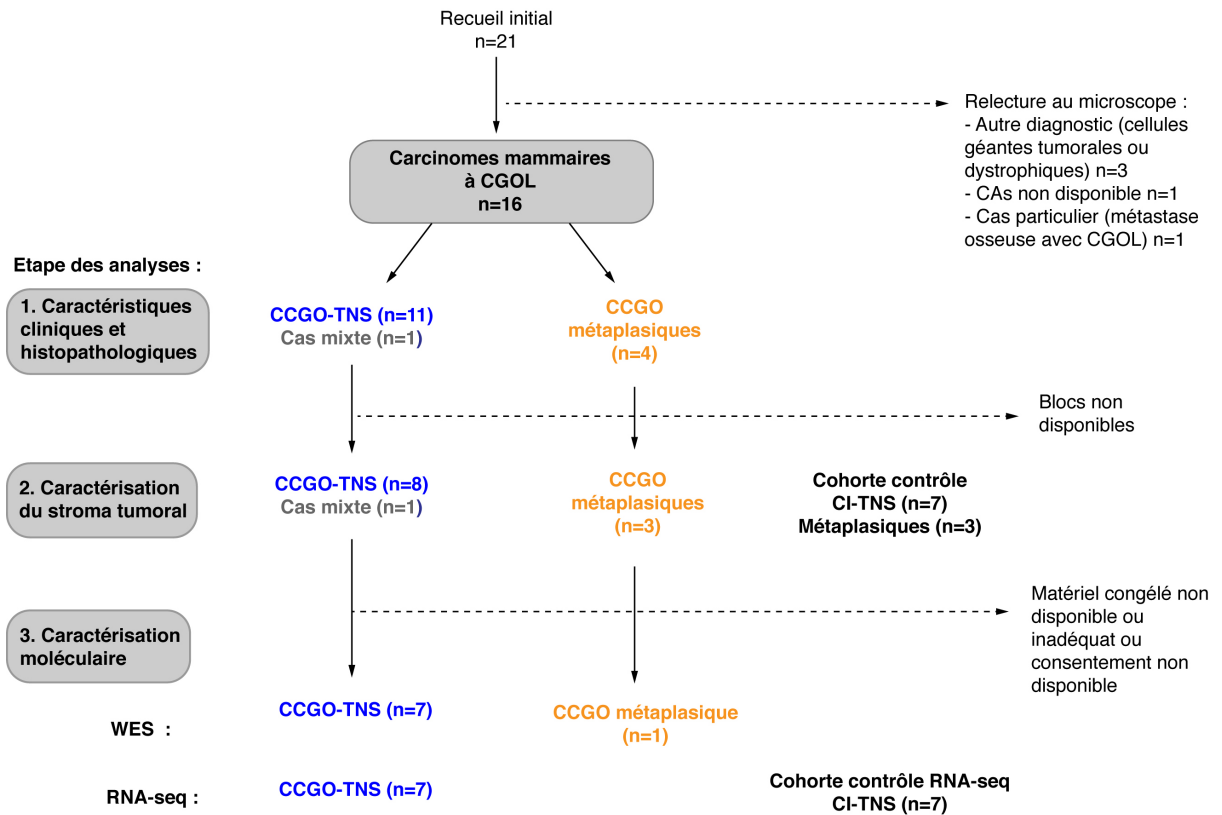 Recueil initial
n=21
Relecture au microscope :
- Autre diagnostic (cellules
géantes tumorales ou
dystrophiques) n=3
- CAs non disponible n=1
- Cas particulier (métastase
osseuse avec CGOL) n=1
Carcinomes mammaires
à CGOL
n=16
Etape des analyses :
1. Caractéristiques
cliniques et
histopathologiques
CCGO-TNS (n=11)
Cas mixte (n=1)
CCGO
métaplasiques
(n=4)
Blocs non
disponibles
2. Caractérisation
du stroma tumoral
CCGO-TNS (n=8)
Cas mixte (n=1)
CCGO
métaplasiques
(n=3)
Cohorte contrôle
CI-TNS (n=7)
Métaplasiques (n=3)
Matériel congélé non
disponible ou
inadéquat ou
consentement non
disponible
3. Caractérisation
moléculaire
WES :
CCGO-TNS (n=7)
CCGO métaplasique
(n=1)
RNA-seq :
CCGO-TNS (n=7)
Cohorte contrôle RNA-seq
CI-TNS (n=7)